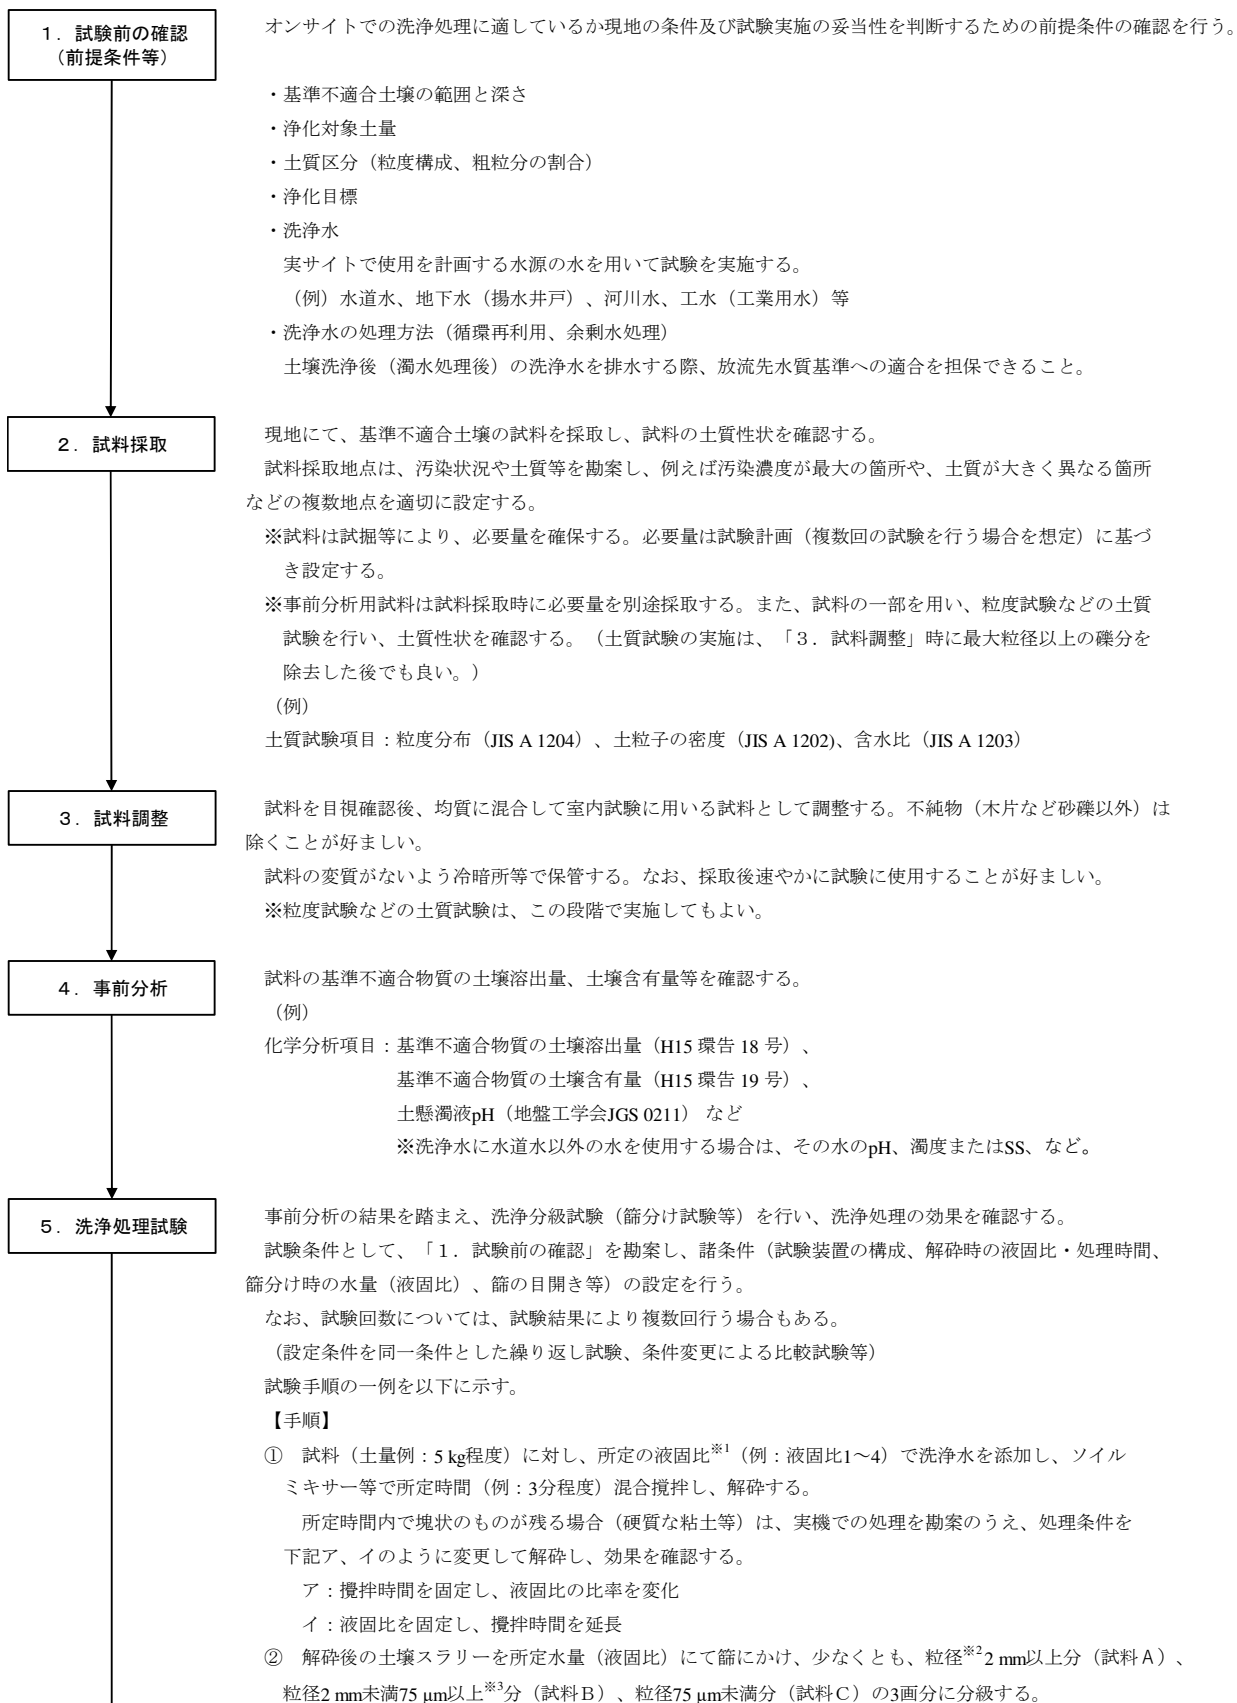 1．試験前の確認
（前提条件等）
オンサイトでの洗浄処理に適しているか現地の条件及び試験実施の妥当性を判断するための前提条件の確認を行う。
・基準不適合土壌の範囲と深さ
・浄化対象土量
・土質区分（粒度構成、粗粒分の割合）
・浄化目標
・洗浄水
実サイトで使用を計画する水源の水を用いて試験を実施する。
（例）水道水、地下水（揚水井戸）、河川水、工水（工業用水）等
・洗浄水の処理方法（循環再利用、余剰水処理）
土壌洗浄後（濁水処理後）の洗浄水を排水する際、放流先水質基準への適合を担保できること。
2．試料採取
現地にて、基準不適合土壌の試料を採取し、試料の土質性状を確認する。
試料採取地点は、汚染状況や土質等を勘案し、例えば汚染濃度が最大の箇所や、土質が大きく異なる箇所
などの複数地点を適切に設定する。
※試料は試掘等により、必要量を確保する。必要量は試験計画（複数回の試験を行う場合を想定）に基づ
き設定する。
※事前分析用試料は試料採取時に必要量を別途採取する。また、試料の一部を用い、粒度試験などの土質
試験を行い、土質性状を確認する。（土質試験の実施は、「3．試料調整」時に最大粒径以上の礫分を
除去した後でも良い。）
（例）
土質試験項目：粒度分布（JIS A 1204）、土粒子の密度（JIS A 1202)、含水比（JIS A 1203）
3．試料調整
試料を目視確認後、均質に混合して室内試験に用いる試料として調整する。不純物（木片など砂礫以外）は
除くことが好ましい。
試料の変質がないよう冷暗所等で保管する。なお、採取後速やかに試験に使用することが好ましい。
※粒度試験などの土質試験は、この段階で実施してもよい。
4．事前分析
試料の基準不適合物質の土壌溶出量、土壌含有量等を確認する。
（例）
化学分析項目：基準不適合物質の土壌溶出量（H15 環告 18 号）、
基準不適合物質の土壌含有量（H15 環告 19 号）、
土懸濁液pH（地盤工学会JGS 0211） など
※洗浄水に水道水以外の水を使用する場合は、その水のpH、濁度またはSS、など。
5．洗浄処理試験
事前分析の結果を踏まえ、洗浄分級試験（篩分け試験等）を行い、洗浄処理の効果を確認する。
試験条件として、「1．試験前の確認」を勘案し、諸条件（試験装置の構成、解砕時の液固比・処理時間、
篩分け時の水量（液固比）、篩の目開き等）の設定を行う。
なお、試験回数については、試験結果により複数回行う場合もある。
（設定条件を同一条件とした繰り返し試験、条件変更による比較試験等）
試験手順の一例を以下に示す。
【手順】
① 試料（土量例：5 kg程度）に対し、所定の液固比※1（例：液固比1～4）で洗浄水を添加し、ソイル
ミキサー等で所定時間（例：3分程度）混合撹拌し、解砕する。
所定時間内で塊状のものが残る場合（硬質な粘土等）は、実機での処理を勘案のうえ、処理条件を
下記ア、イのように変更して解砕し、効果を確認する。
ア：攪拌時間を固定し、液固比の比率を変化
イ：液固比を固定し、攪拌時間を延長
② 解砕後の土壌スラリーを所定水量（液固比）にて篩にかけ、少なくとも、粒径※2 2 mm以上分（試料Ａ）、
粒径2 mm未満75 μm以上※3分（試料Ｂ）、粒径75 μm未満分（試料Ｃ）の3画分に分級する。